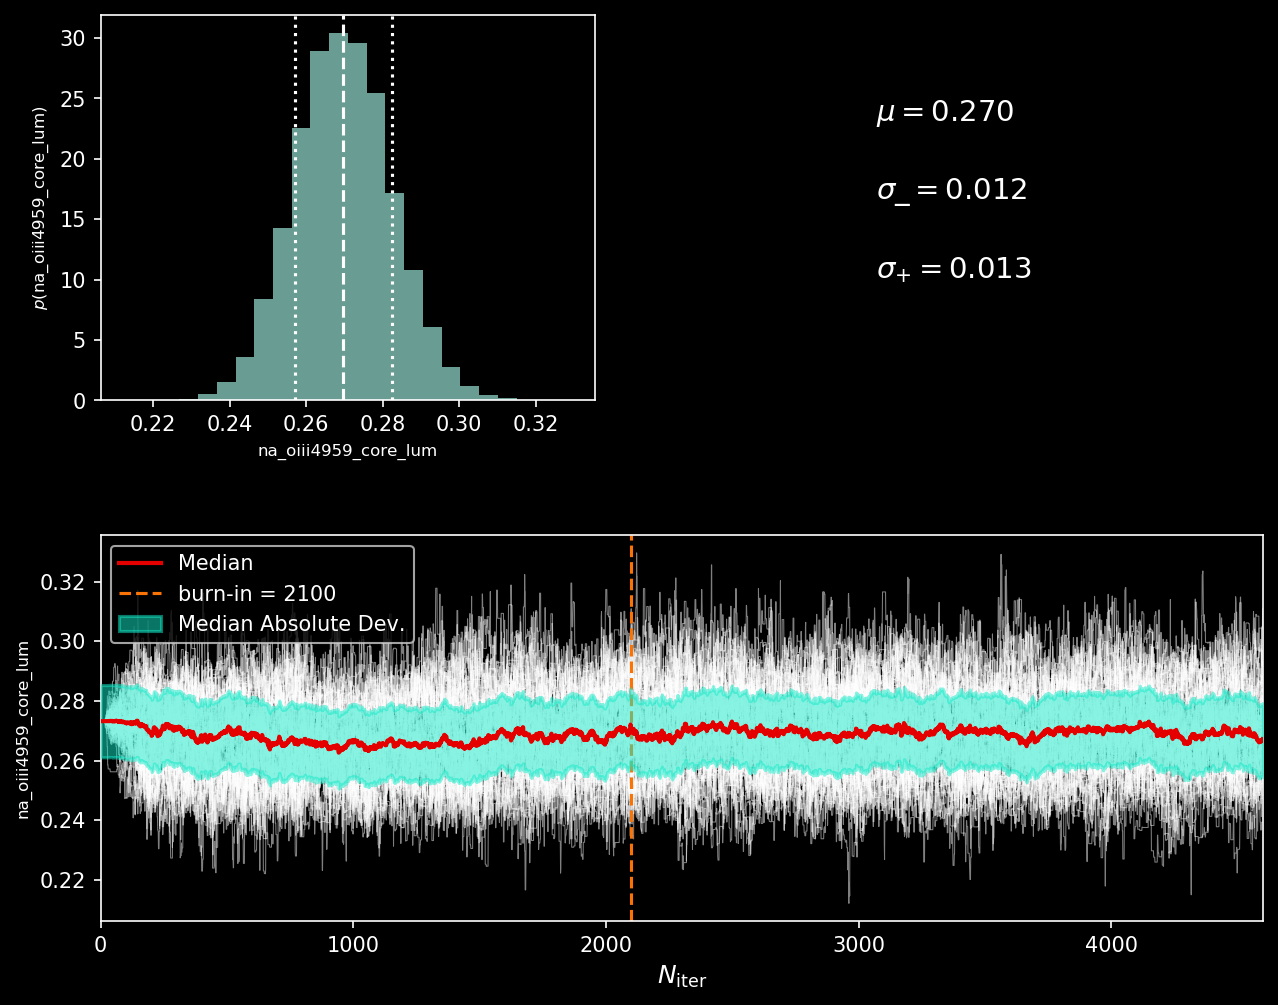 30
25
20
15
10
5
0
p(na_oiii4959_core_lum)
0.22 0.24 0.26 0.28 0.30 0.32
na_oiii4959_core_lum
μ = 0.270
σ₋ = 0.012
σ₊ = 0.013
Median
burn-in = 2100
Median Absolute Dev.
0.32
0.30
0.28
0.26
0.24
0.22
na_oiii4959_core_lum
0 1000 2000 3000 4000
N_iter